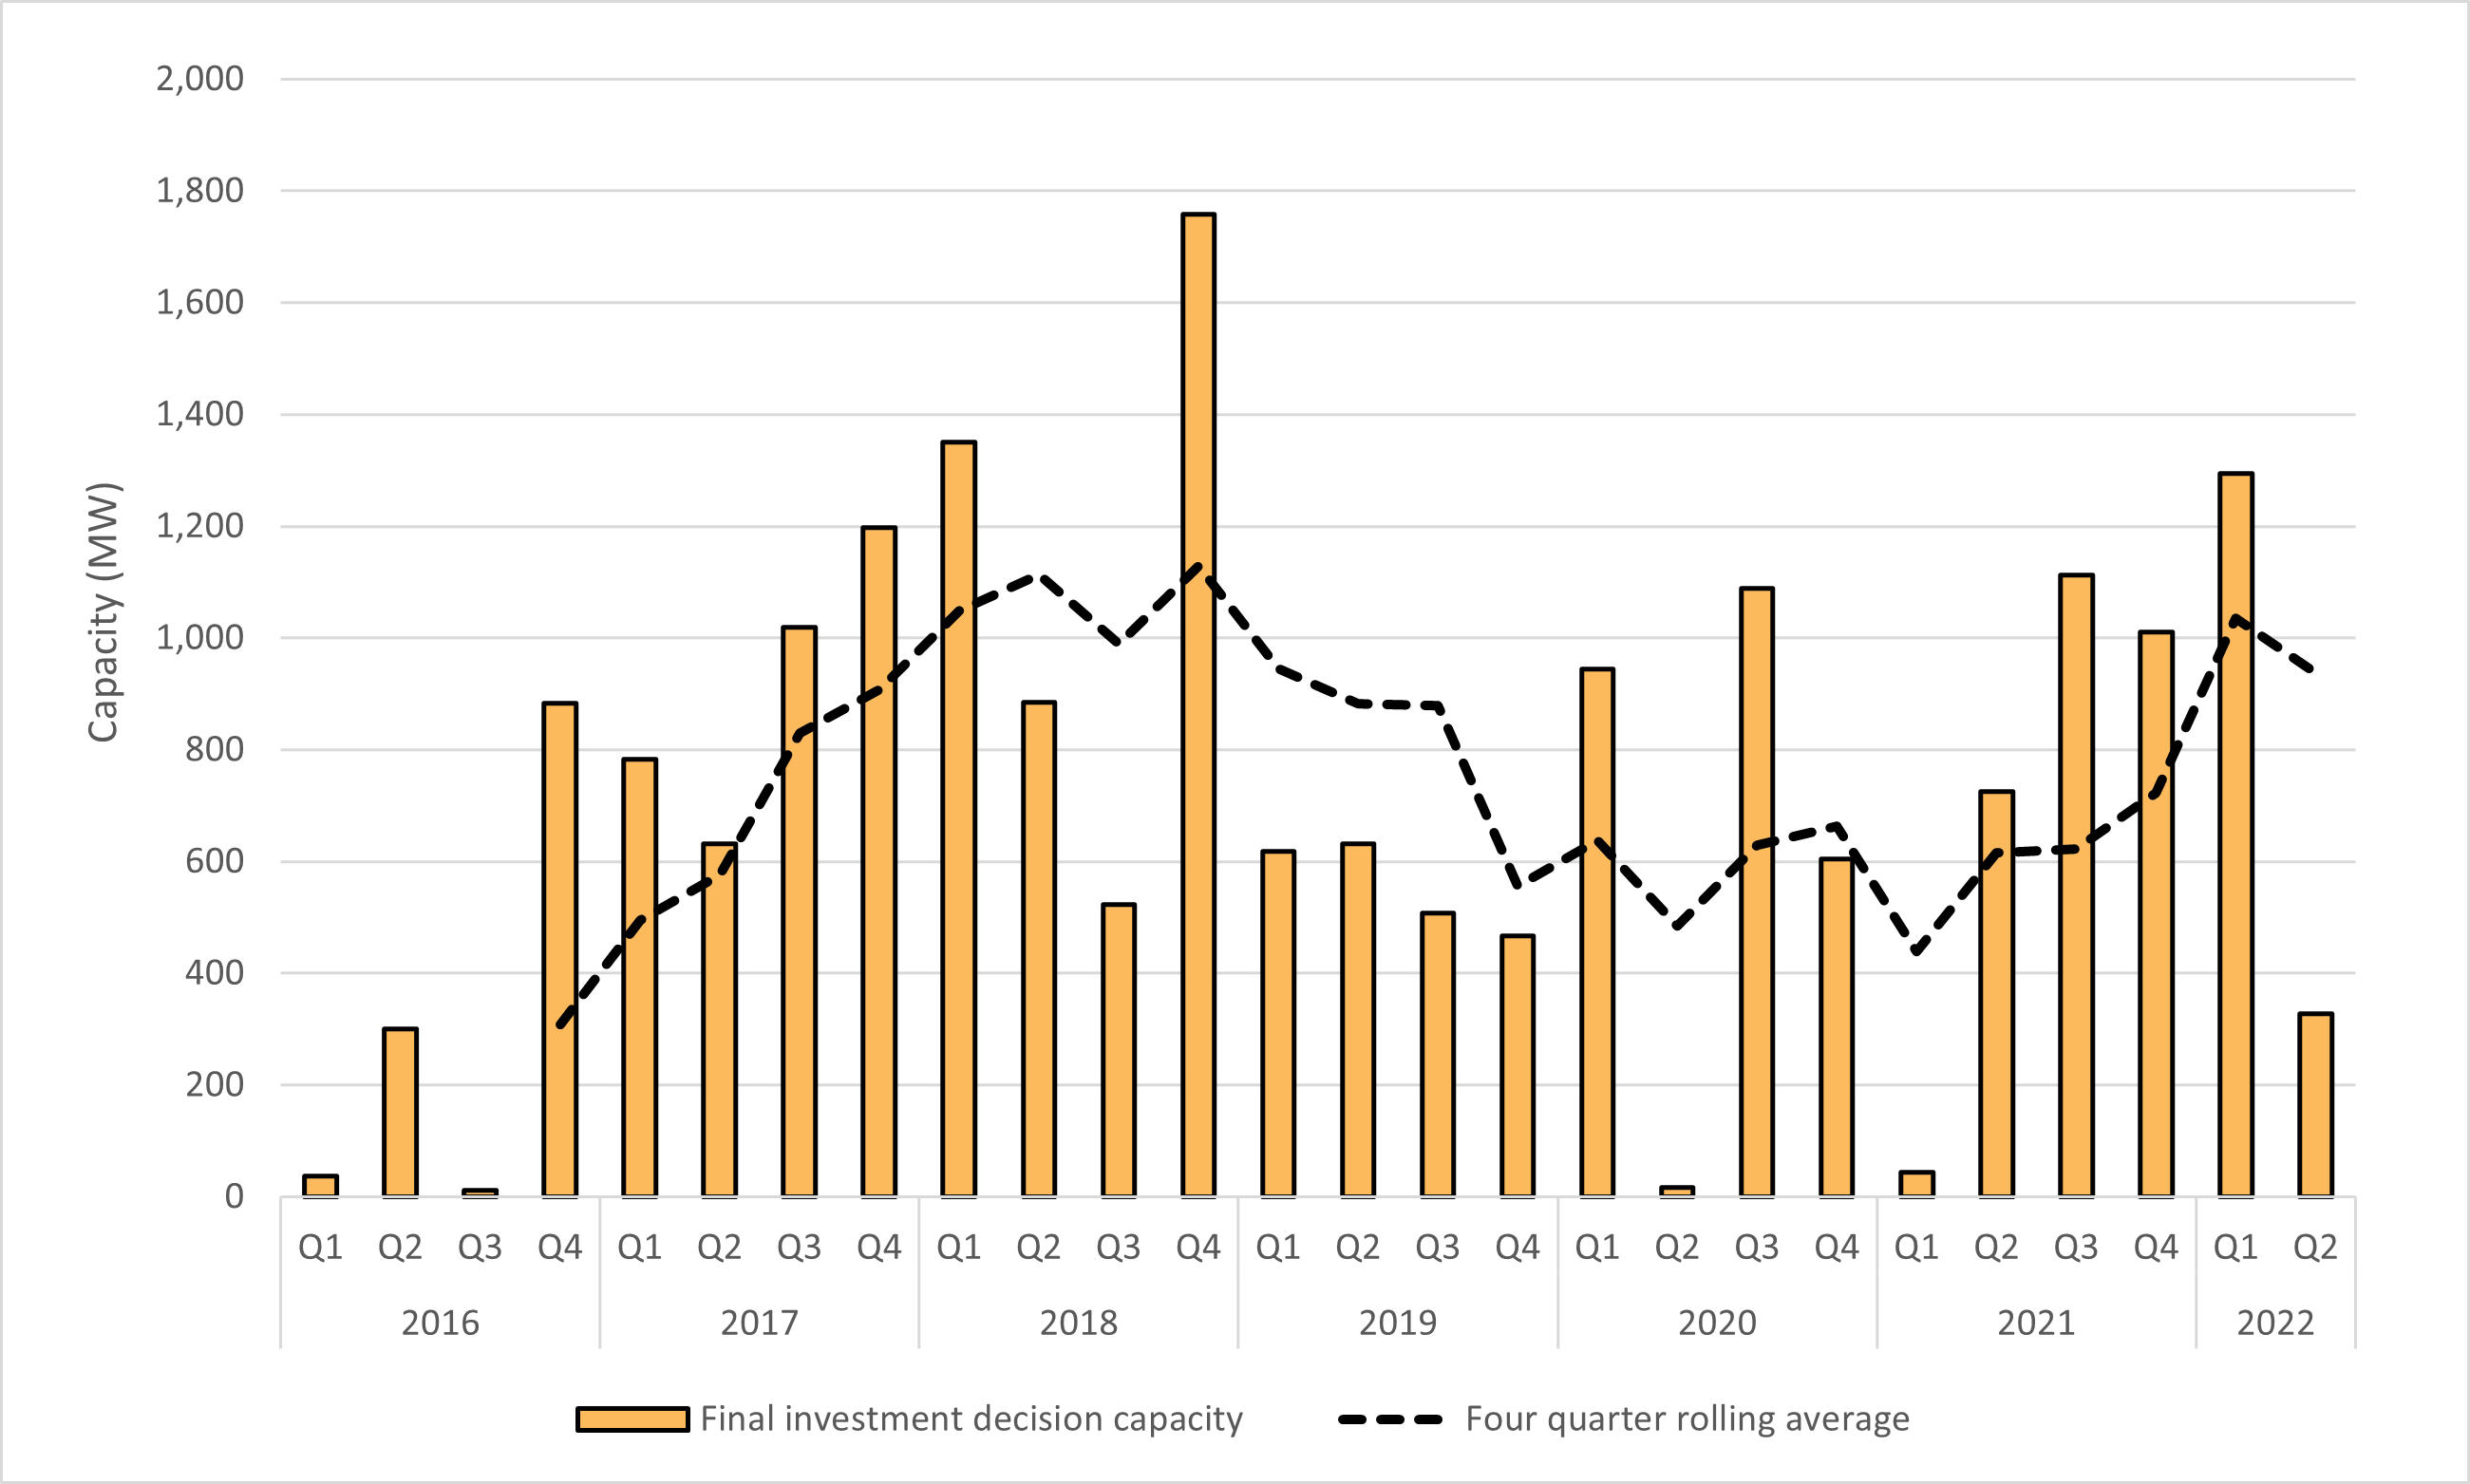 2,000
1,800
1,600
1,400
1,200
1,000
800
600
400
200
0
Capacity (MW)
Q1 Q2 Q3 Q4 Q1 Q2 Q3 Q4 Q1 Q2 Q3 Q4 Q1 Q2 Q3 Q4 Q1 Q2 Q3 Q4 Q1 Q2 Q3 Q4 Q1 Q2
2016 2017 2018 2019 2020 2021 2022
Final investment decision capacity Four quarter rolling average